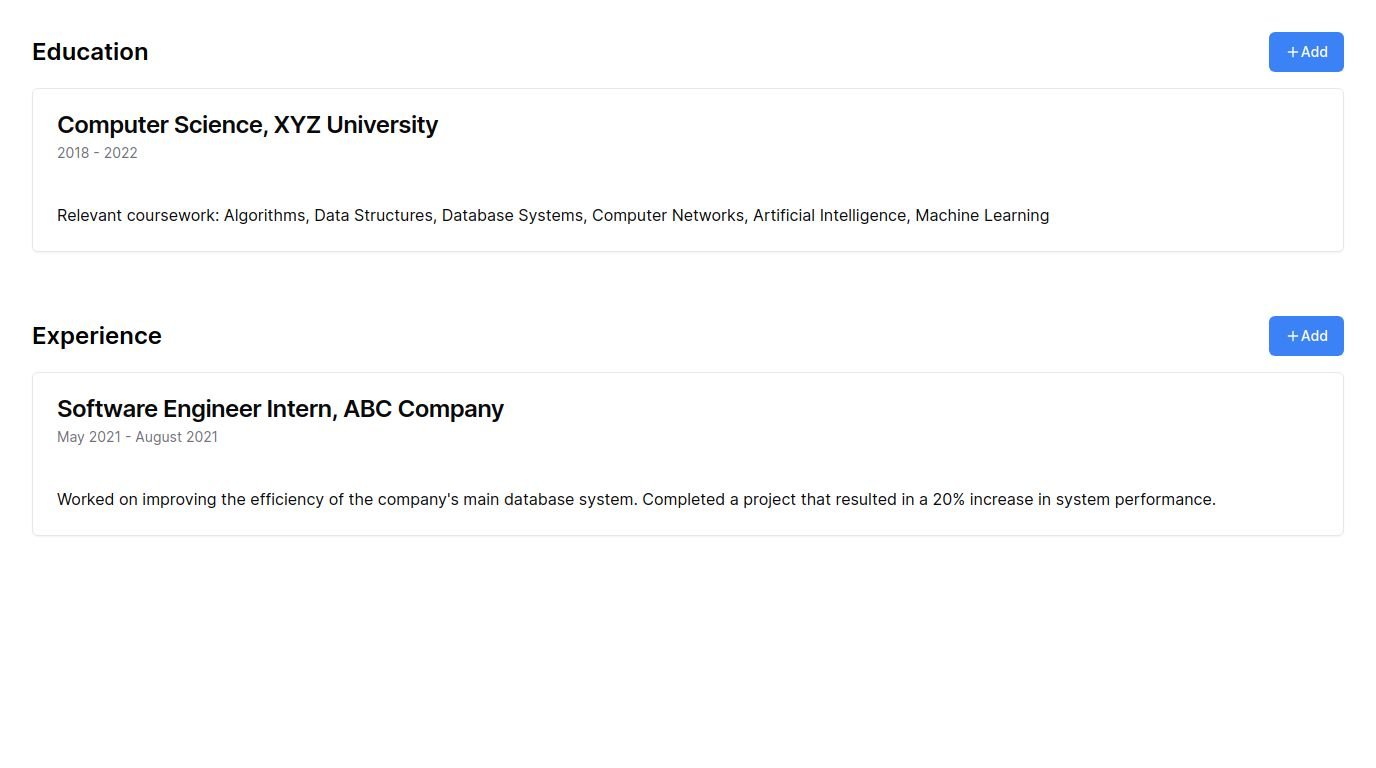 Education
+ Add
Computer Science, XYZ University
2018 - 2022
Relevant coursework: Algorithms, Data Structures, Database Systems, Computer Networks, Artificial Intelligence, Machine Learning
Experience
+ Add
Software Engineer Intern, ABC Company
May 2021 - August 2021
Worked on improving the efficiency of the company's main database system. Completed a project that resulted in a 20% increase in system performance.